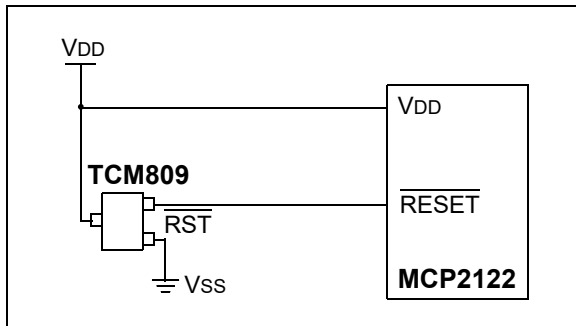 VDD
VDD
TCM809
RST
RESET
VSS
MCP2122